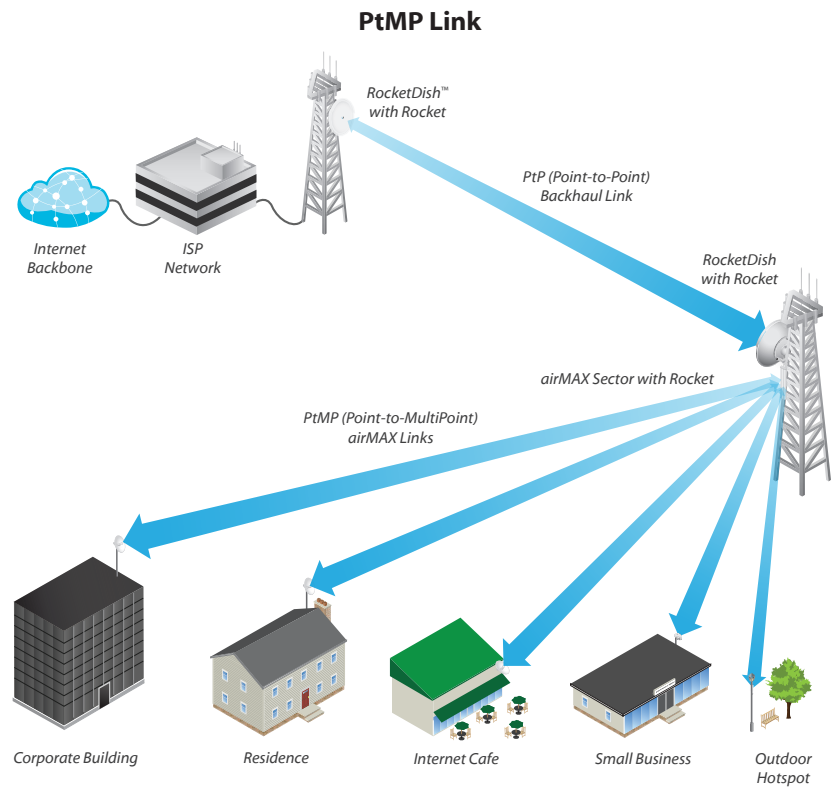 PtMP Link
RocketDish™
with Rocket
PtP (Point-to-Point)
Backhaul Link
Internet
Backbone
ISP
Network
RocketDish
with Rocket
airMAX Sector with Rocket
PtMP (Point-to-MultiPoint)
airMAX Links
Corporate Building
Residence
Internet Cafe
Small Business
Outdoor
Hotspot